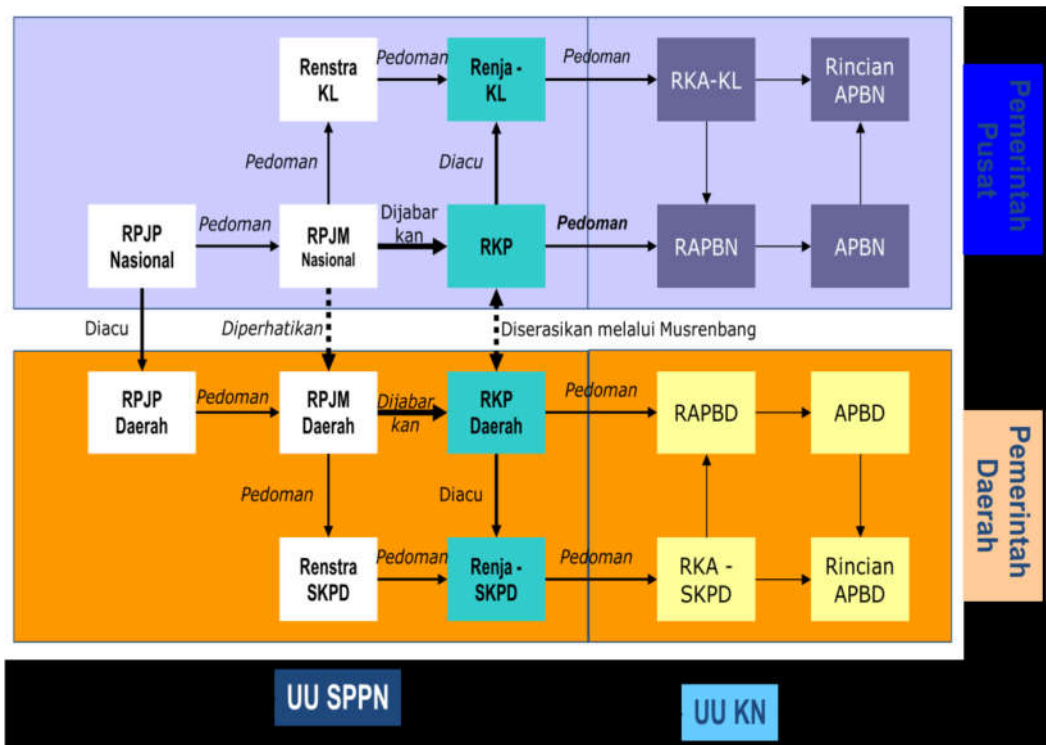 Renstra
KL
Pedoman
Renja -
KL
Pedoman
RKA-KL
Rincian
APBN
Pedoman
Diacu
RPJP
Nasional
Pedoman
RPJM
Nasional
Dijabar
kan
RKP
Pedoman
RAPBN
APBN
Pemerintah
Pusat
Diacu
Diperhatikan
Diserasikan melalui Musrenbang
RPJP
Daerah
Pedoman
RPJM
Daerah
Dijabar
kan
RKP
Daerah
Pedoman
RAPBD
APBD
Pedoman
Diacu
Renstra
SKPD
Pedoman
Renja -
SKPD
Pedoman
RKA -
SKPD
Rincian
APBD
Pemerintah
Daerah
UU SPPN
UU KN